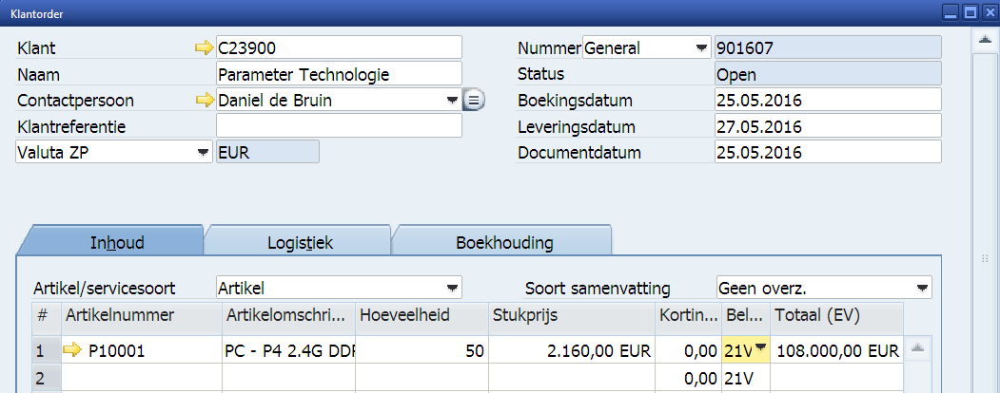 Klantorder
Klant C23900 Nummer General 901607
Naam Parameter Technologie Status Open
Contactpersoon Daniel de Bruin Boekingsdatum 25.05.2016
Klantreferentie Leveringsdatum 27.05.2016
Valuta ZP EUR Documentdatum 25.05.2016
Inhoud Logistiek Boekhouding
Artikel/servicesoort Artikel Soort samenvatting Geen overz.
# Artikelnummer Artikelomschri... Hoeveelheid Stukprijs Kortin... Bel... Totaal (EV)
1 P10001 PC - P4 2.4G DDR 50 2.160,00 EUR 0,00 21V 108.000,00 EUR
2 0,00 21V